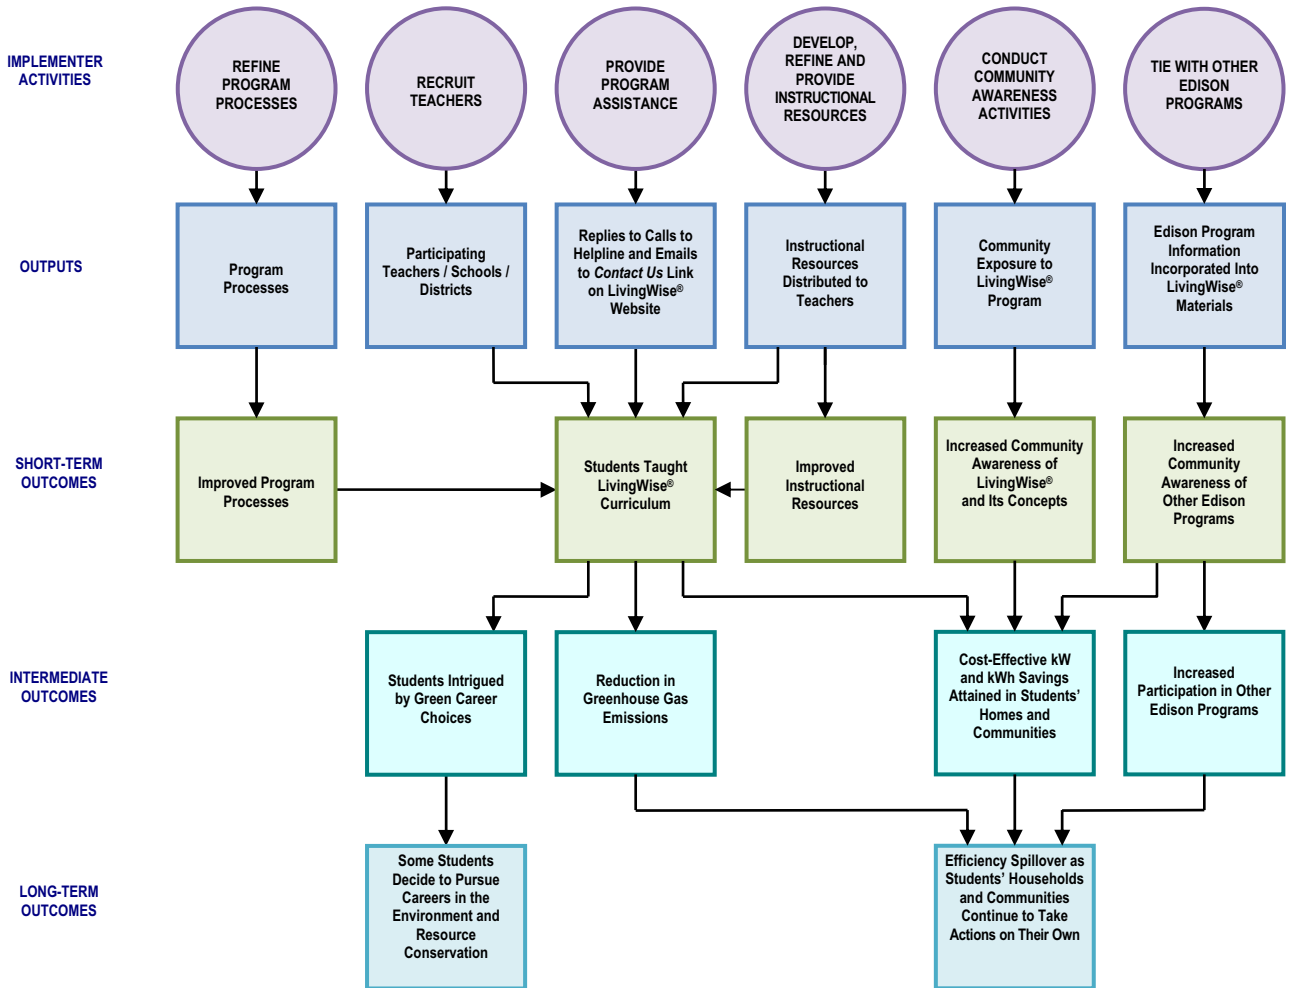 IMPLEMENTER
ACTIVITIES
REFINE
PROGRAM
PROCESSES
RECRUIT
TEACHERS
PROVIDE
PROGRAM
ASSISTANCE
DEVELOP,
REFINE AND
PROVIDE
INSTRUCTIONAL
RESOURCES
CONDUCT
COMMUNITY
AWARENESS
ACTIVITIES
TIE WITH OTHER
EDISON
PROGRAMS
OUTPUTS
Program
Processes
Participating
Teachers / Schools /
Districts
Replies to Calls to
Helpline and Emails
to Contact Us Link
on LivingWise®
Website
Instructional
Resources
Distributed to
Teachers
Community
Exposure to
LivingWise®
Program
Edison Program
Information
Incorporated Into
LivingWise®
Materials
SHORT-TERM
OUTCOMES
Improved Program
Processes
Students Taught
LivingWise®
Curriculum
Improved
Instructional
Resources
Increased Community
Awareness of
LivingWise®
and Its Concepts
Increased
Community
Awareness of
Other Edison
Programs
INTERMEDIATE
OUTCOMES
Students Intrigued
by Green Career
Choices
Reduction in
Greenhouse Gas
Emissions
Cost-Effective kW
and kWh Savings
Attained in Students’
Homes and
Communities
Increased
Participation in Other
Edison Programs
LONG-TERM
OUTCOMES
Some Students
Decide to Pursue
Careers in the
Environment and
Resource
Conservation
Efficiency Spillover as
Students’ Households
and Communities
Continue to Take
Actions on Their Own